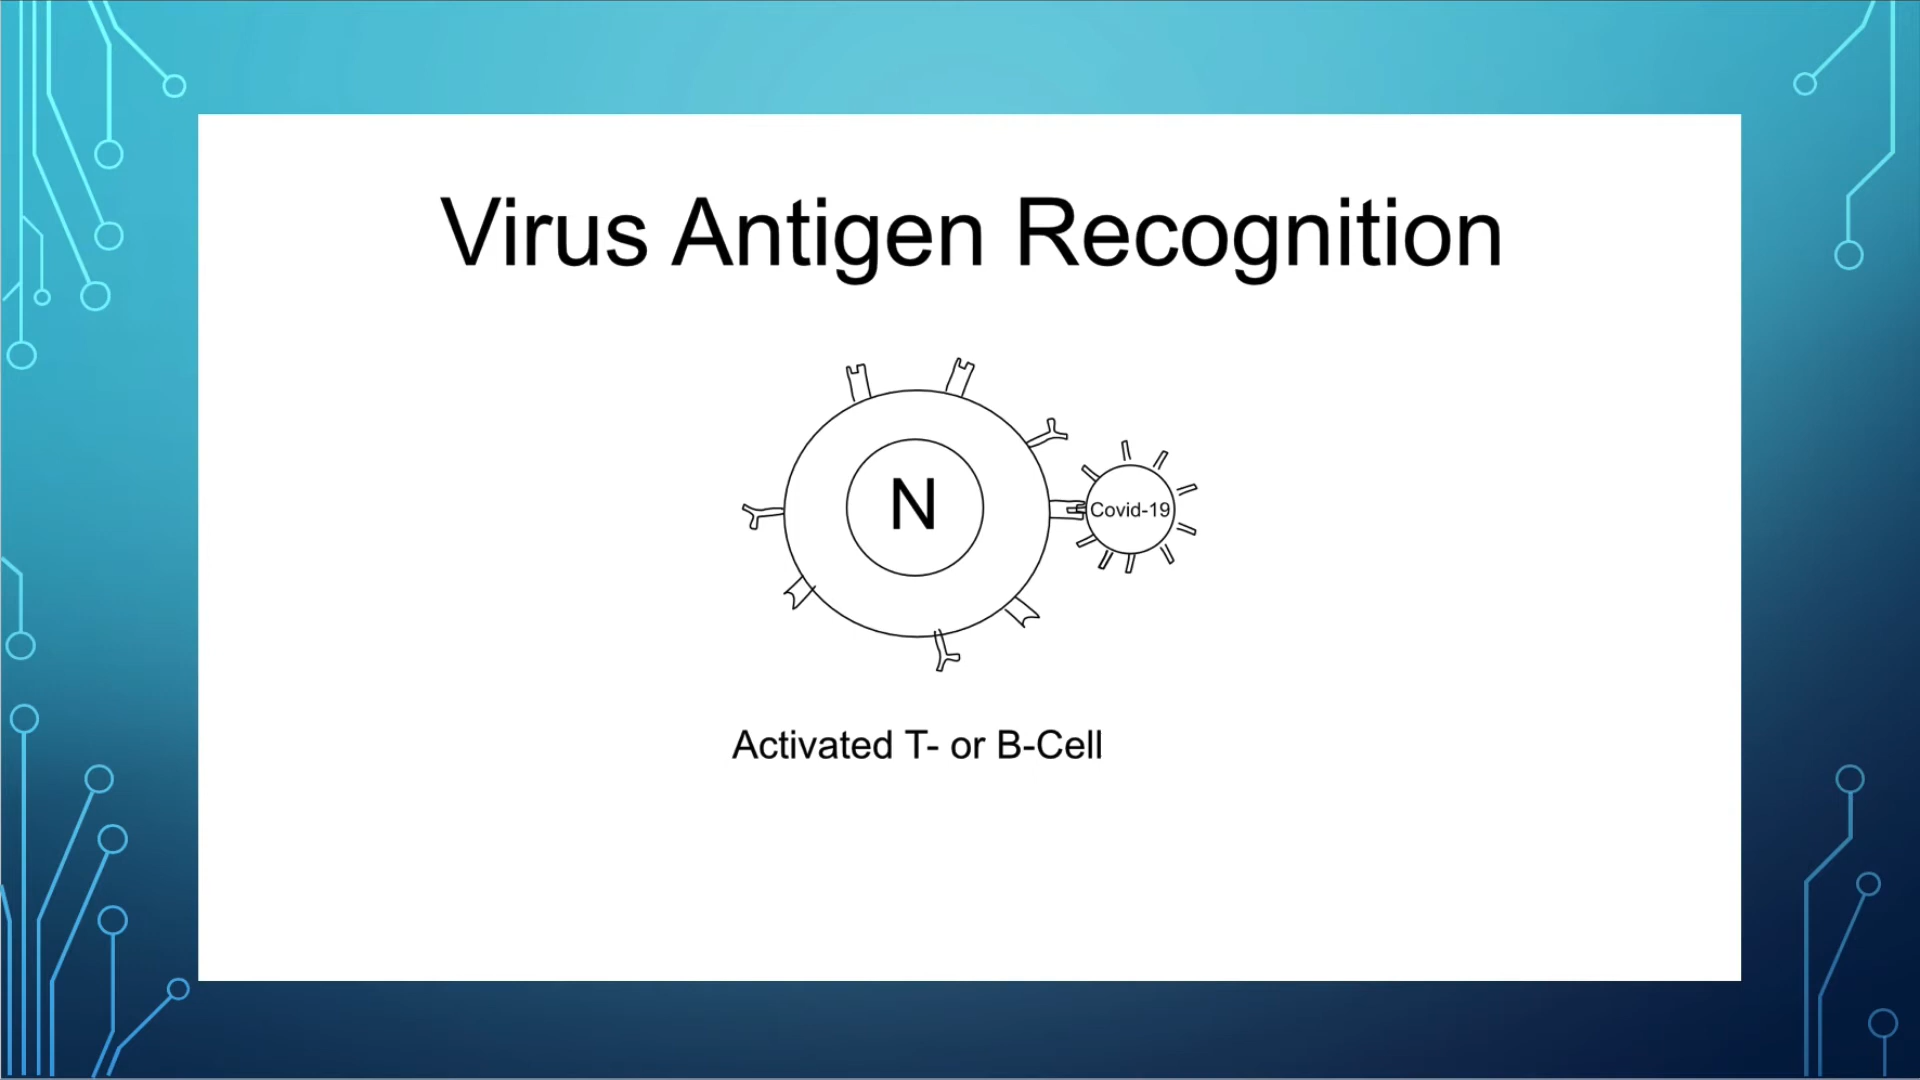 Virus Antigen Recognition
N
Covid-19
Activated T- or B-Cell